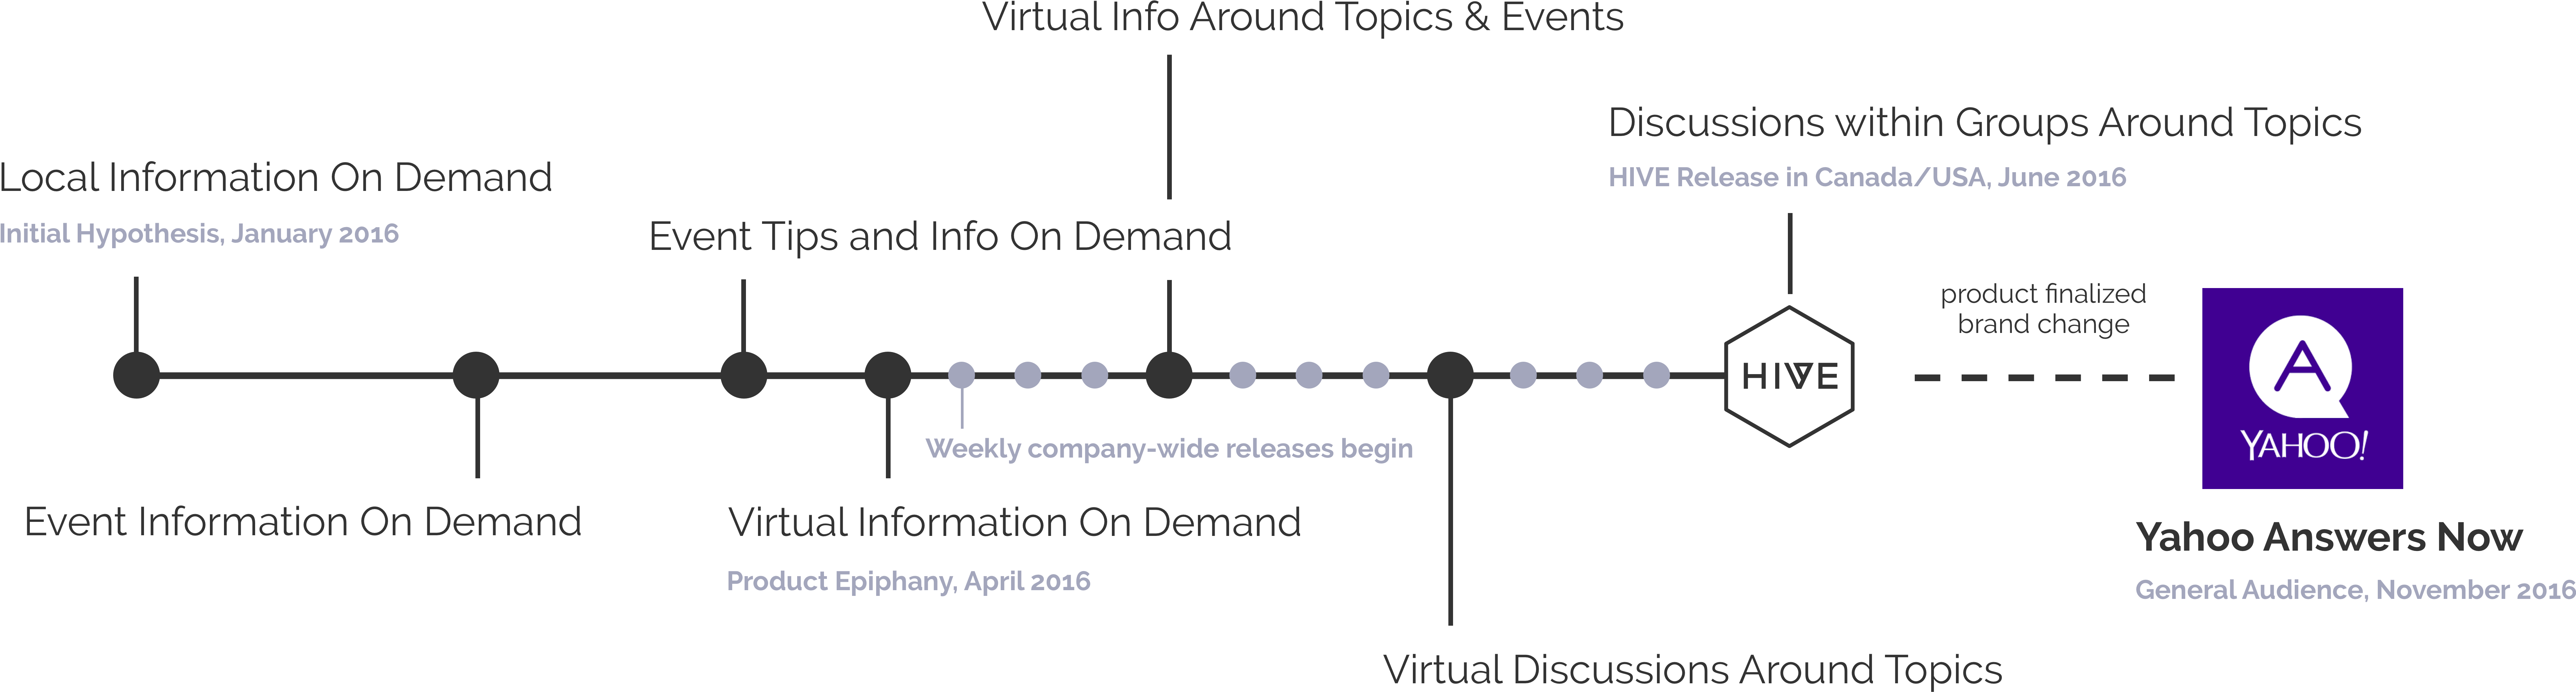 Virtual Info Around Topics & Events
Discussions within Groups Around Topics
HIVE Release in Canada/USA, June 2016
Local Information On Demand
Initial Hypothesis, January 2016
Event Tips and Info On Demand
product finalized
brand change
HIVE
A
YAHOO!
Weekly company-wide releases begin
Event Information On Demand
Virtual Information On Demand
Product Epiphany, April 2016
Yahoo Answers Now
General Audience, November 2016
Virtual Discussions Around Topics